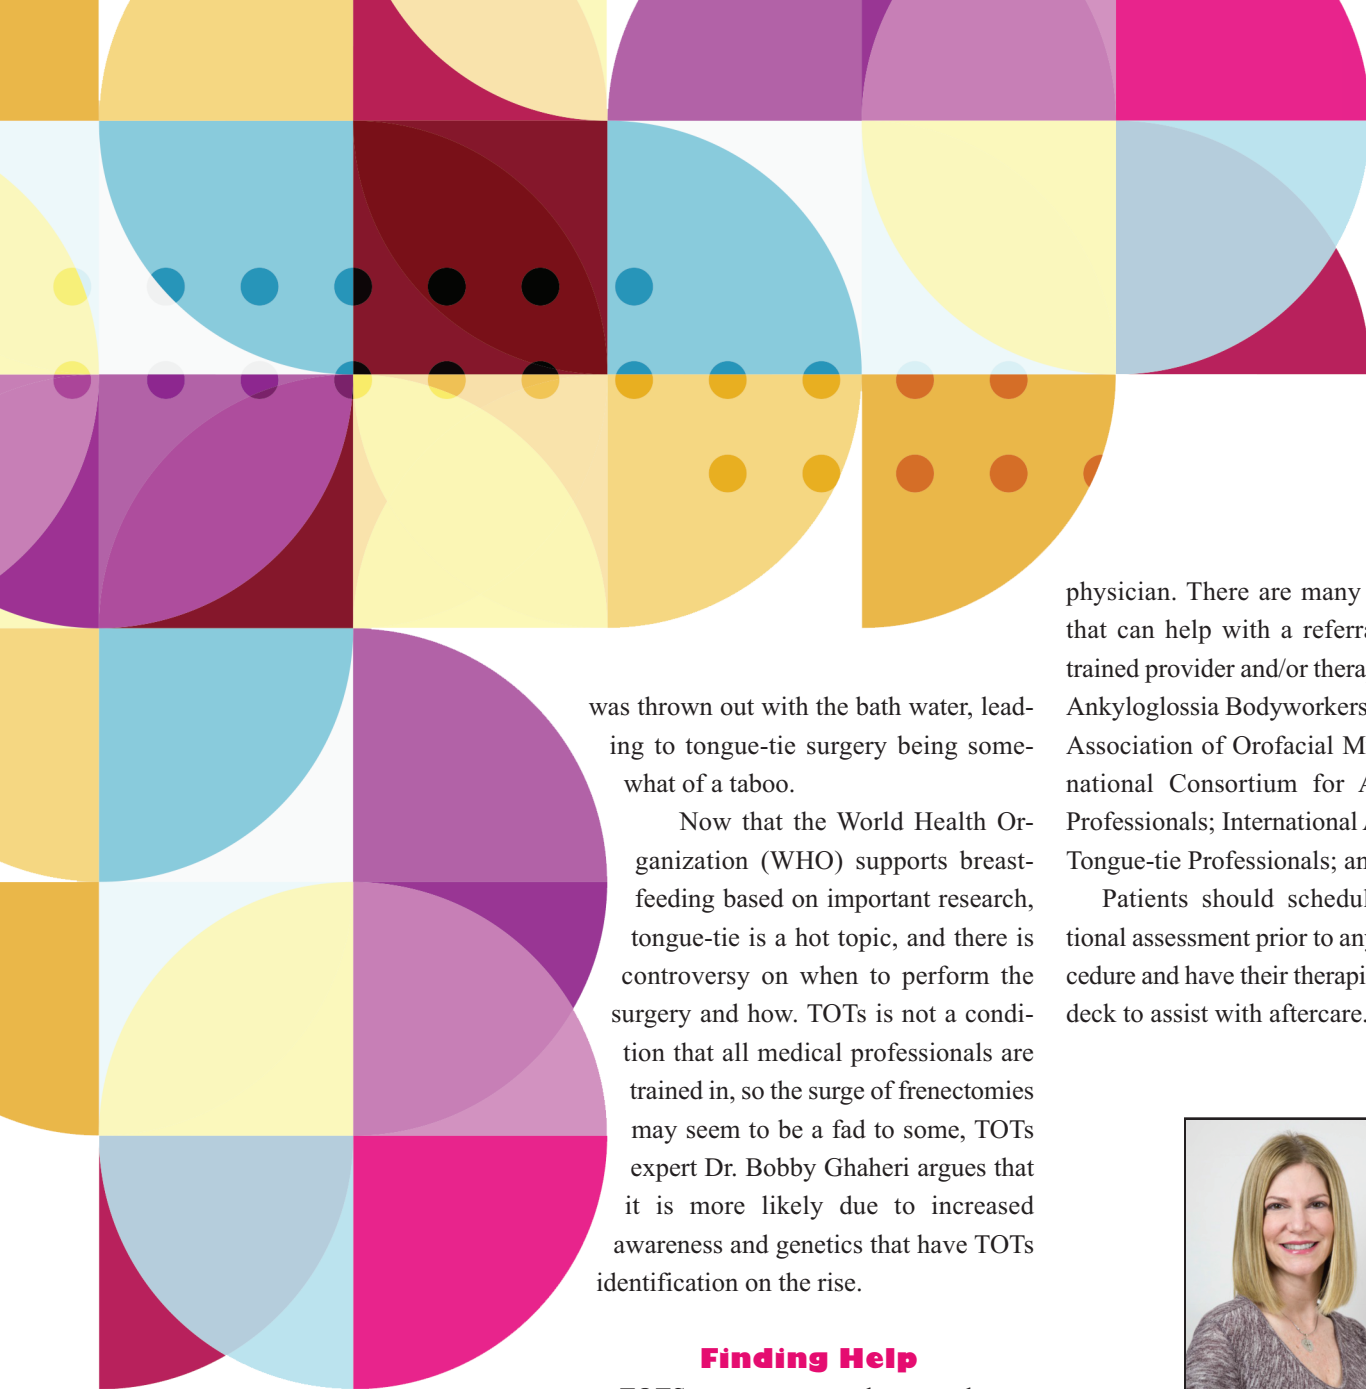 was thrown out with the bath water, lead-
ing to tongue-tie surgery being some-
what of a taboo.
Now that the World Health Or-
ganization (WHO) supports breast-
feeding based on important research,
tongue-tie is a hot topic, and there is
controversy on when to perform the
surgery and how. TOTs is not a condi-
tion that all medical professionals are
trained in, so the surge of frenectomies
may seem to be a fad to some, TOTs
expert Dr. Bobby Ghaheri argues that
it is more likely due to increased
awareness and genetics that have TOTs
identification on the rise.
Finding Help
physician. There are many
that can help with a
trained provider and/or
Ankyloglossia Bodyworkers
Association of Orofacial
national Consortium for
Professionals; International
Tongue-tie Professionals;
Patients should
tional assessment prior to
cedure and have their
deck to assist with aftercare.